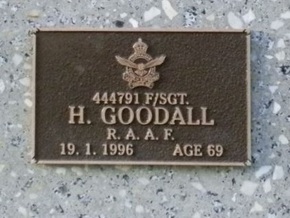 444791 F/SGT.
H. GOODALL
R. A. A. F.
19. 1. 1996 AGE 69